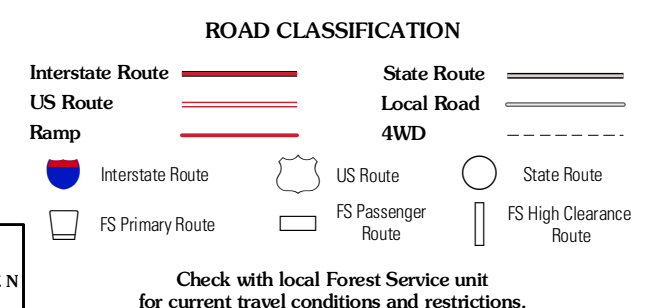 ROAD CLASSIFICATION
Interstate Route
State Route
US Route
Local Road
Ramp
4WD
Interstate Route
US Route
State Route
FS Primary Route
FS Passenger
Route
FS High Clearance
Route
Check with local Forest Service unit
for current travel conditions and restrictions.